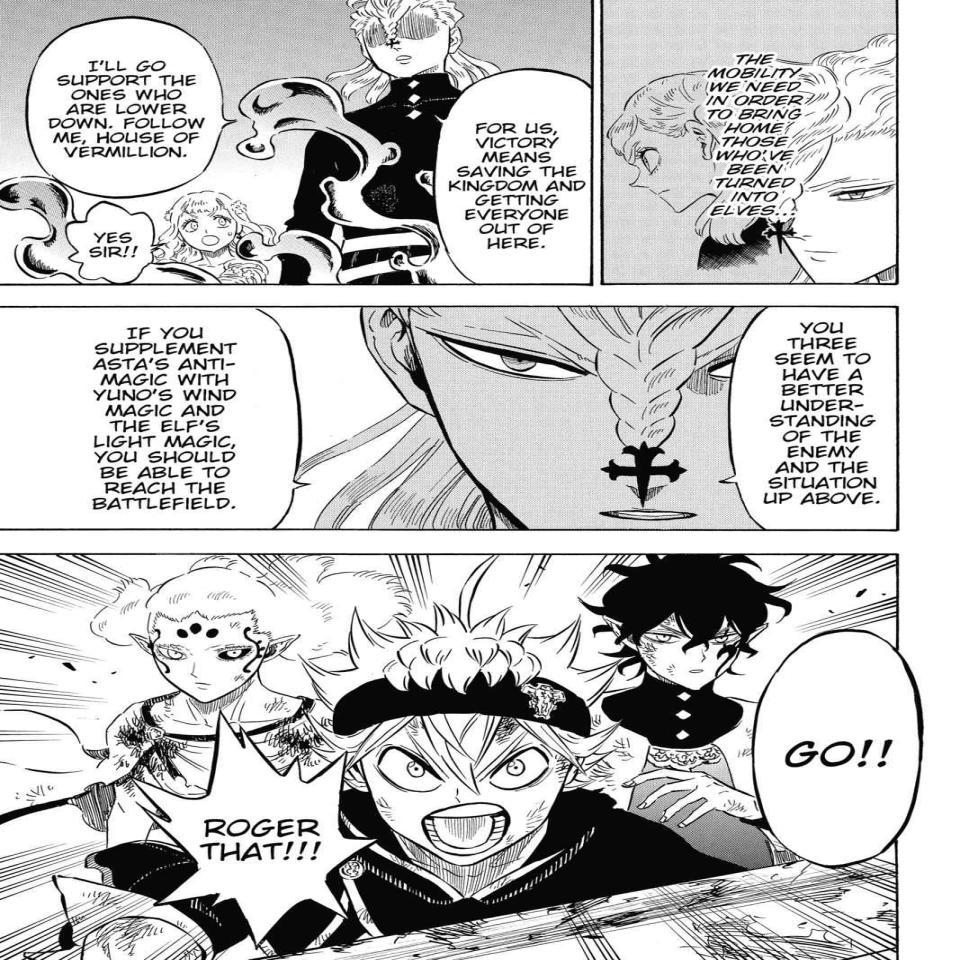 THE
MOBILITY
WE NEED
IN ORDER
TO BRING
HOME
THOSE
WHO'VE
BEEN
TURNED
INTO
ELVES...
FOR US,
VICTORY
MEANS
SAVING THE
KINGDOM AND
GETTING
EVERYONE
OUT OF
HERE.
I'LL GO
SUPPORT THE
ONES WHO
ARE LOWER
DOWN. FOLLOW
ME, HOUSE OF
VERMILLION.
YES
SIR!!
YOU
THREE
SEEM TO
HAVE A
BETTER
UNDER-
STANDING
OF THE
ENEMY
AND THE
SITUATION
UP ABOVE.
IF YOU
SUPPLEMENT
ASTA'S ANTI-
MAGIC WITH
YUNO'S WIND
MAGIC AND
THE ELF'S
LIGHT MAGIC,
YOU SHOULD
BE ABLE TO
REACH THE
BATTLEFIELD.
GO!!
ROGER
THAT!!!